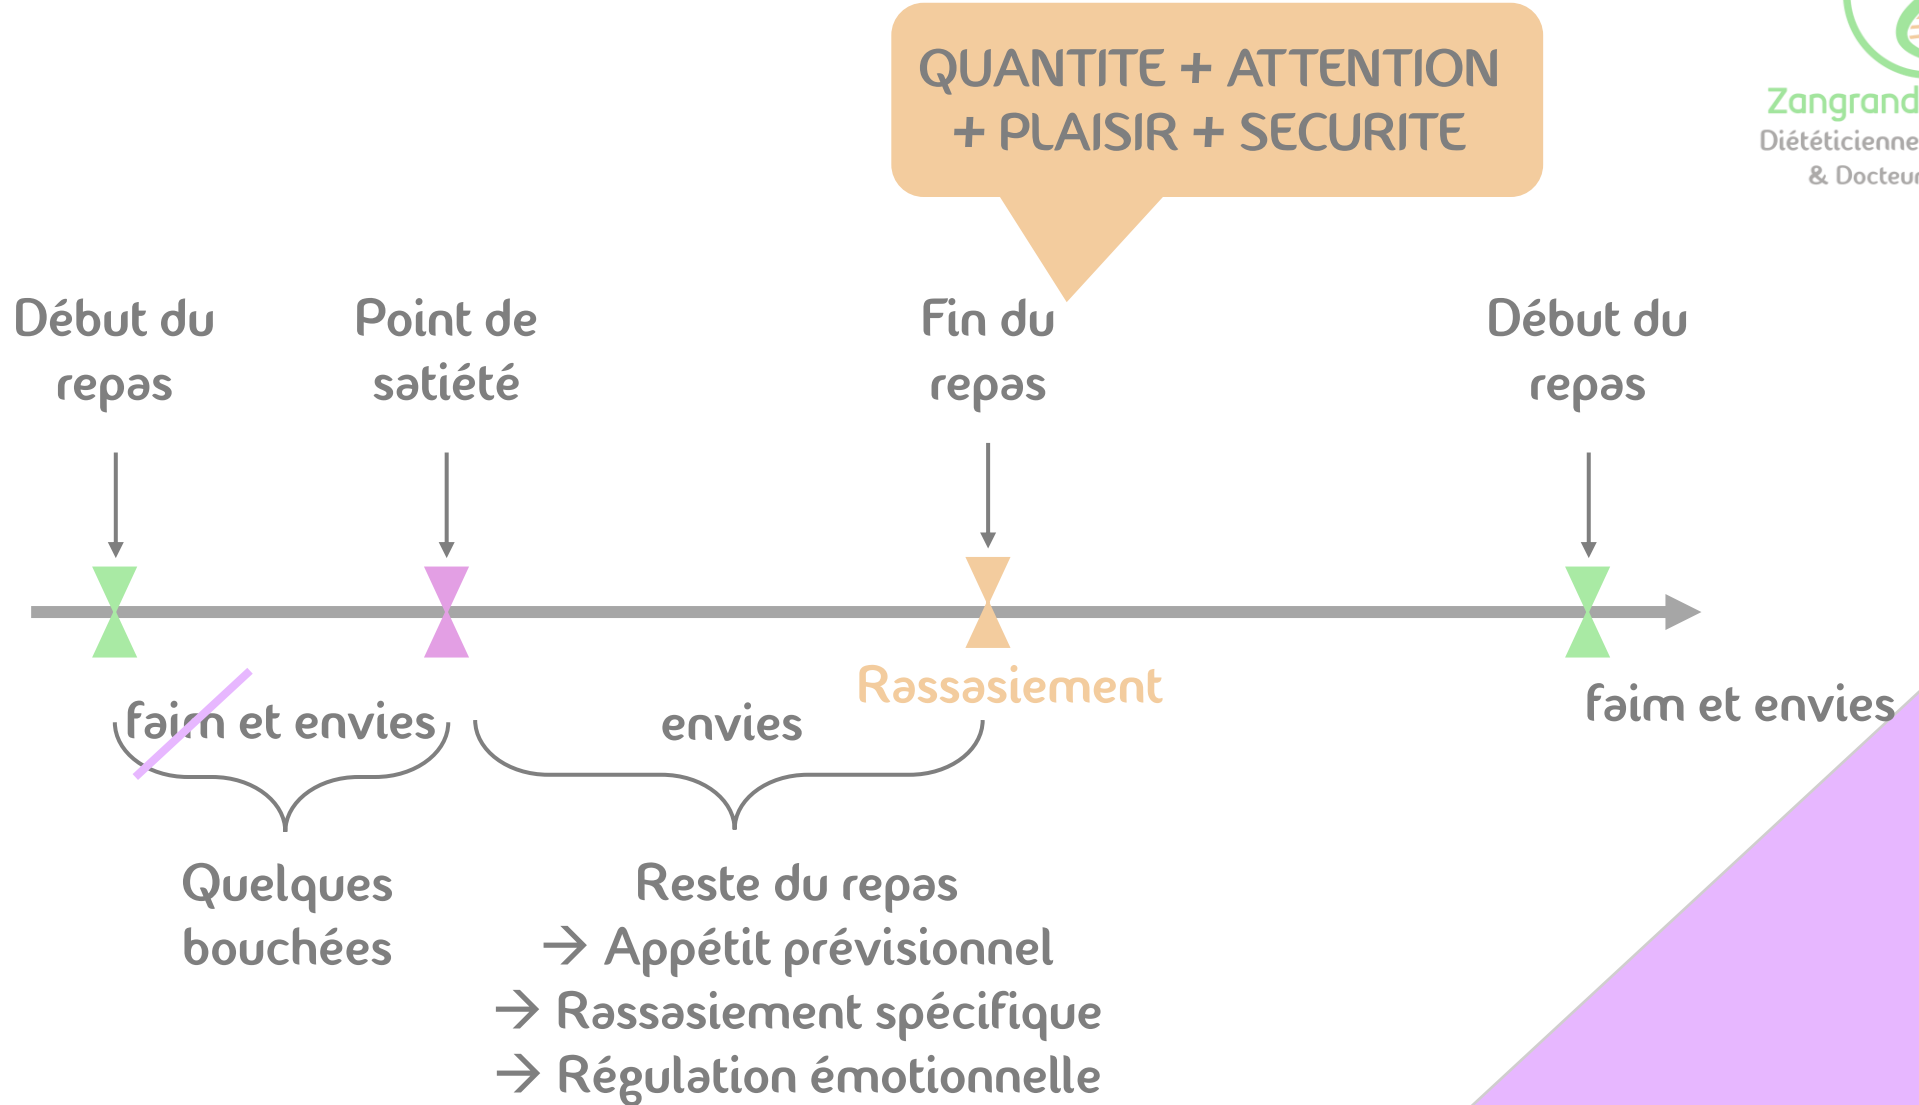 QUANTITE + ATTENTION
+ PLAISIR + SECURITE
Zangrand
Diététicienne
& Docteur
Début du
repas
Point de
satiété
Fin du
repas
Début du
repas
Rassasiement
faim et envies
envies
faim et envies
Quelques
bouchées
Reste du repas
→ Appétit prévisionnel
→ Rassasiement spécifique
→ Régulation émotionnelle